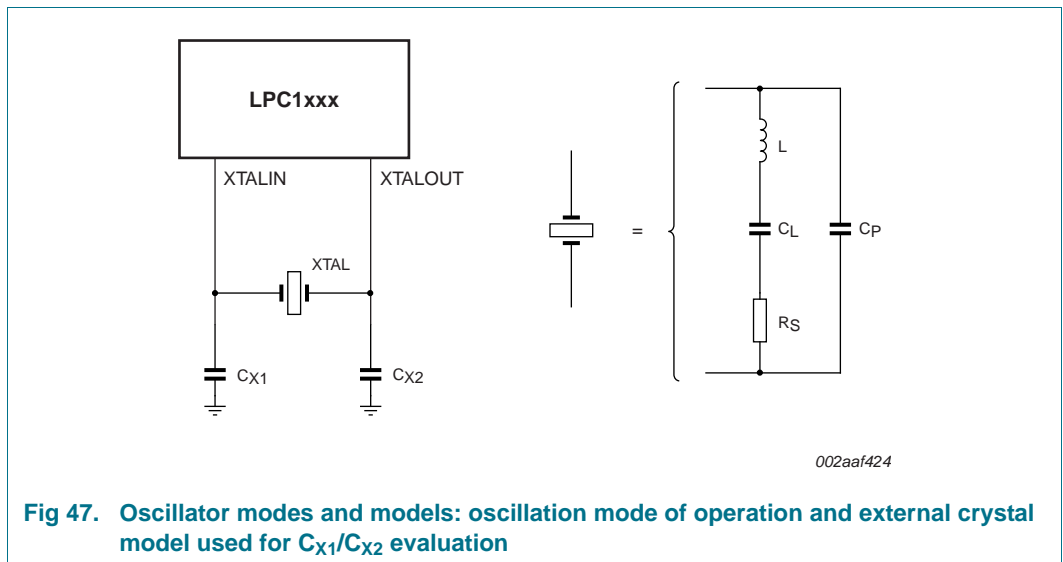 LPC1xxx
XTALIN
XTALOUT
XTAL
CX1
CX2
=
L
CL
CP
RS
002aaf424
Fig 47. Oscillator modes and models: oscillation mode of operation and external crystal
model used for CX1/CX2 evaluation